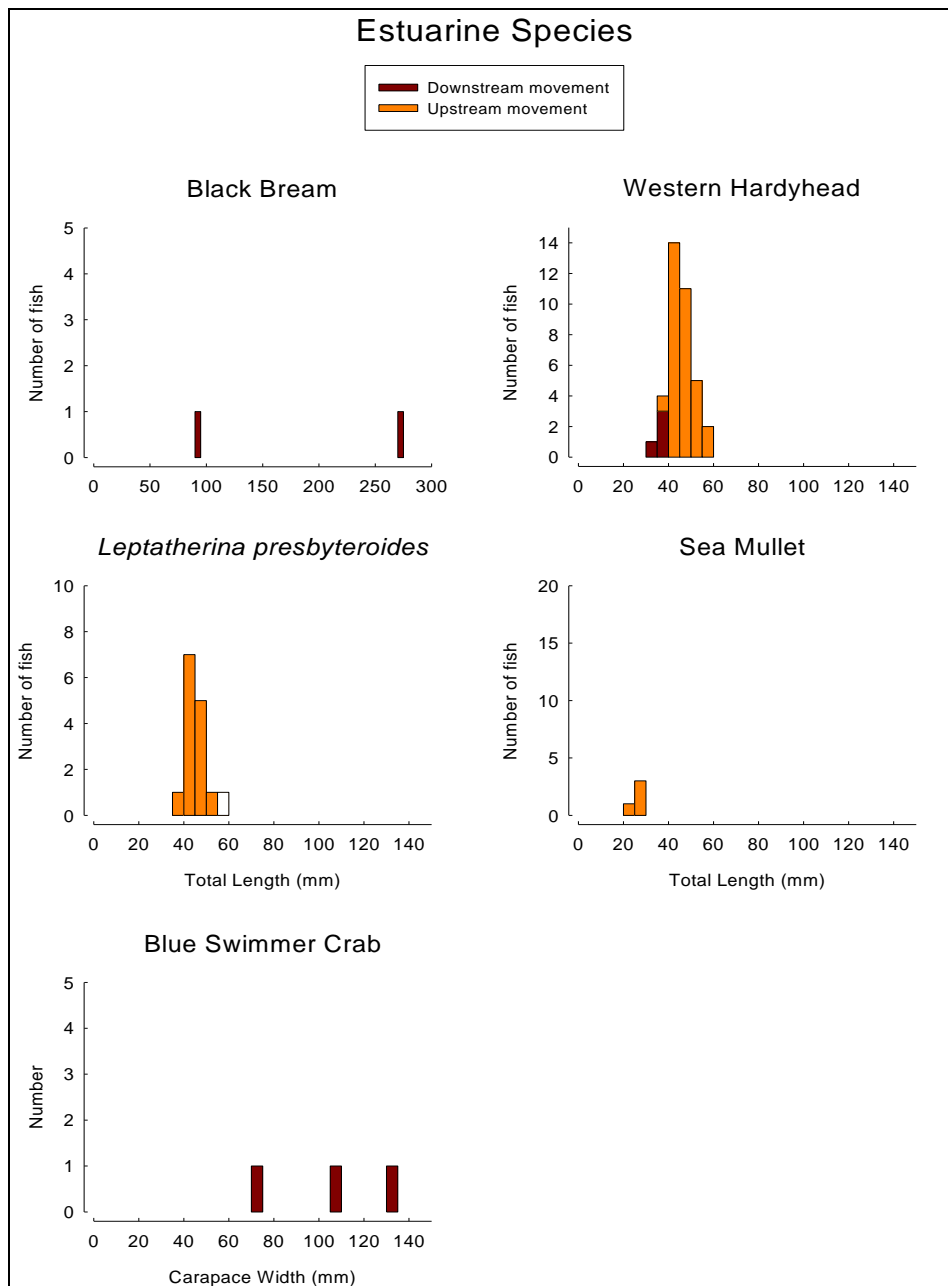 Estuarine Species
Downstream movement
Upstream movement
Black Bream
Number of fish
5
4
3
2
1
0
0 50 100 150 200 250 300
Western Hardyhead
Number of fish
14
12
10
8
6
4
2
0
0 20 40 60 80 100 120 140
Leptatherina presbyteroides
Number of fish
10
8
6
4
2
0
0 20 40 60 80 100 120 140
Total Length (mm)
Sea Mullet
Number of fish
20
15
10
5
0
0 20 40 60 80 100 120 140
Total Length (mm)
Blue Swimmer Crab
Number
5
4
3
2
1
0
0 20 40 60 80 100 120 140
Carapace Width (mm)